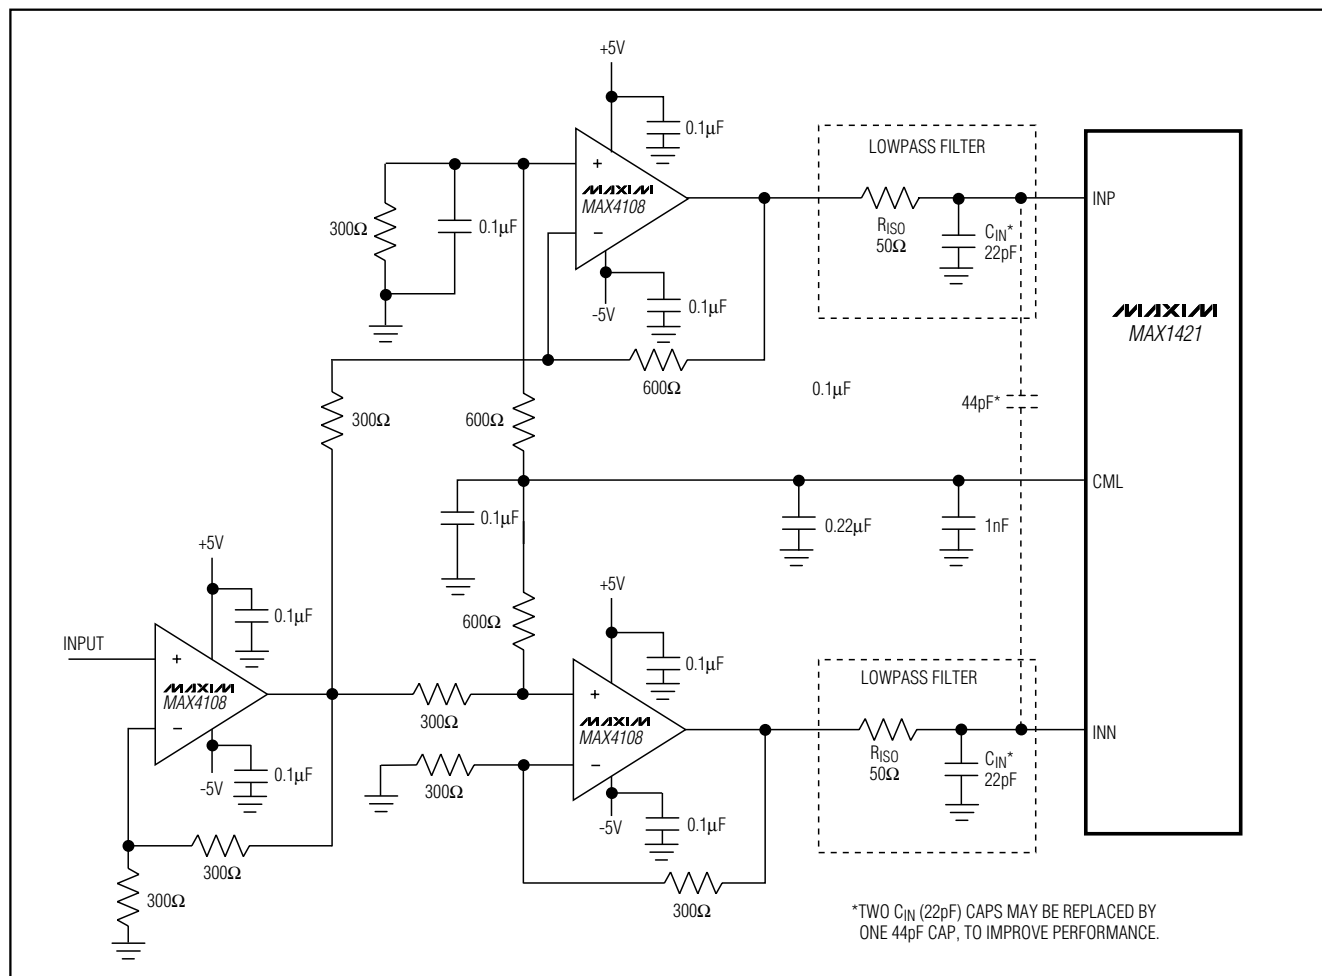 +5V
0.1µF
LOWPASS FILTER
MAXIM
MAX4108
+
−
INP
300Ω
0.1µF
RISO
50Ω
CIN*
22pF
-5V
0.1µF
MAXIM
MAX1421
600Ω
0.1µF
44pF*
300Ω
600Ω
CML
0.1µF
0.22µF
1nF
+5V
0.1µF
+5V
600Ω
0.1µF
INPUT
+
−
MAXIM
MAX4108
300Ω
+
−
MAXIM
MAX4108
LOWPASS FILTER
RISO
50Ω
CIN*
22pF
INN
-5V
0.1µF
300Ω
-5V
0.1µF
300Ω
300Ω
300Ω
*TWO CIN (22pF) CAPS MAY BE REPLACED BY
ONE 44pF CAP, TO IMPROVE PERFORMANCE.